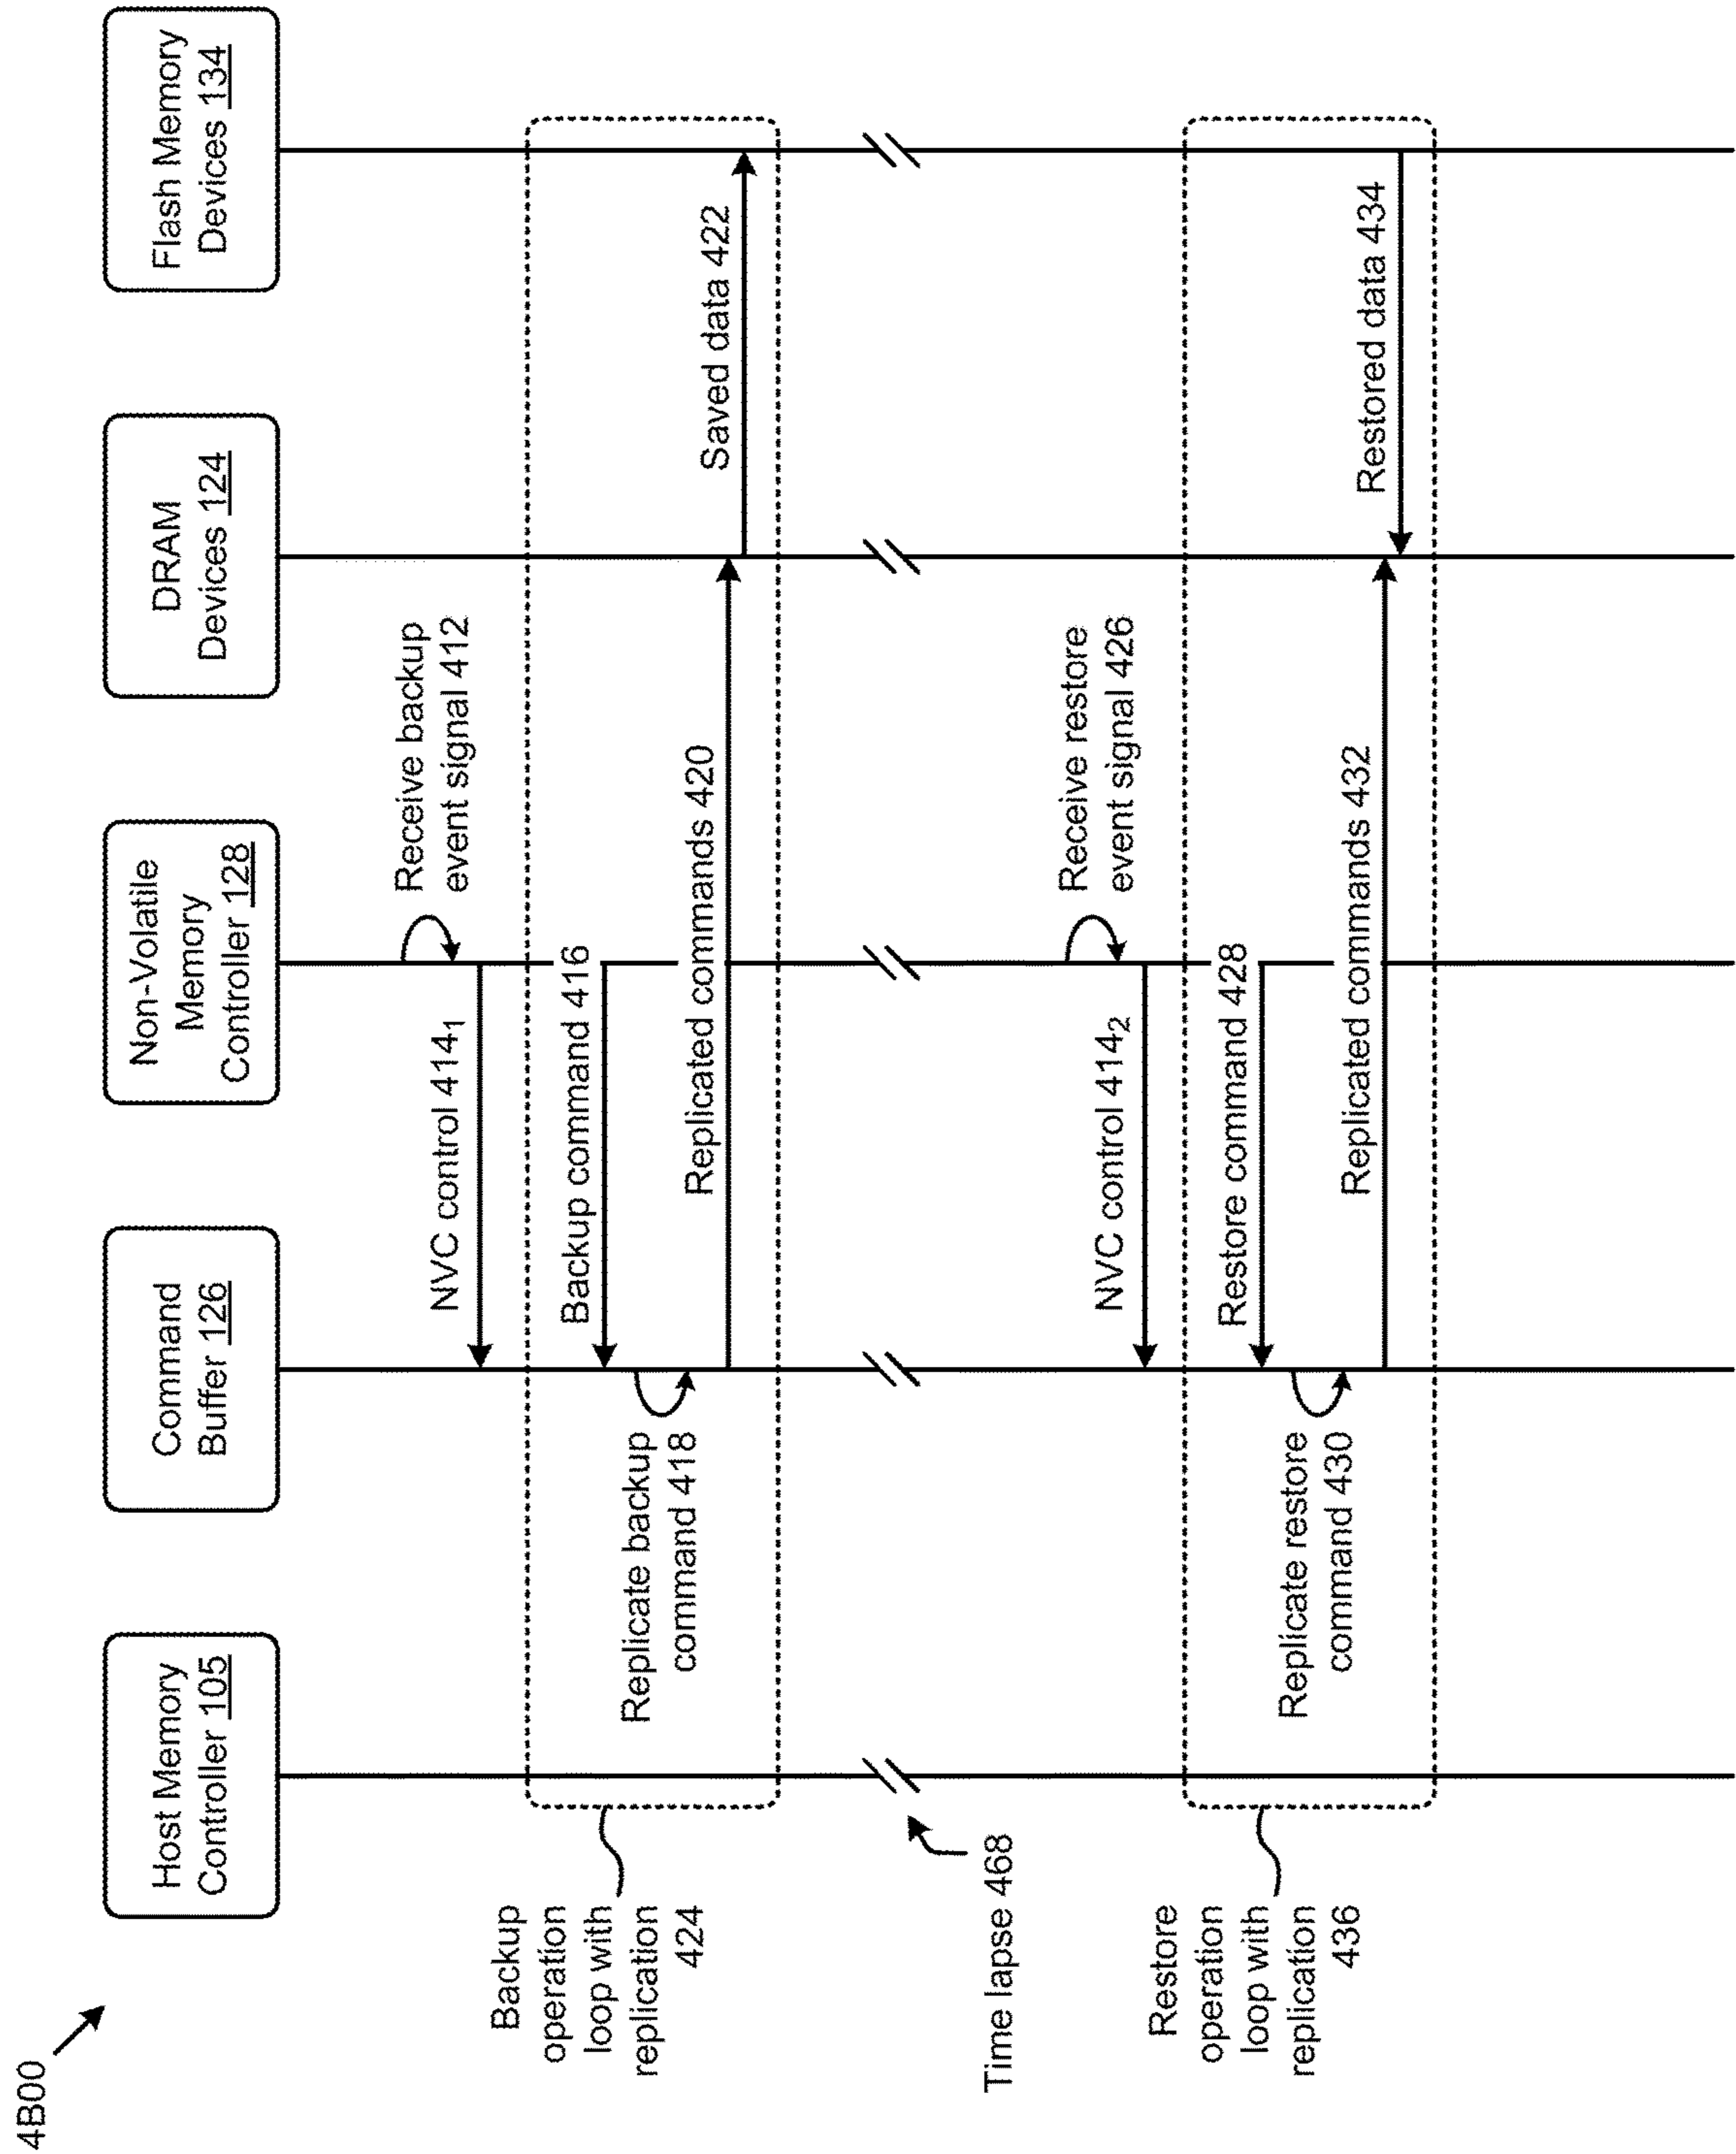 4B00
Host Memory
Controller 105
Command
Buffer 126
Non-Volatile
Memory
Controller 128
DRAM
Devices 124
Flash Memory
Devices 134
Receive backup
event signal 412
NVC control 414₁
Backup
operation
loop with
replication
424
Backup command 416
Replicate backup
command 418
Replicated commands 420
Saved data 422
Time lapse 468
Receive restore
event signal 426
NVC control 414₂
Restore
operation
loop with
replication
436
Restore command 428
Replicate restore
command 430
Replicated commands 432
Restored data 434